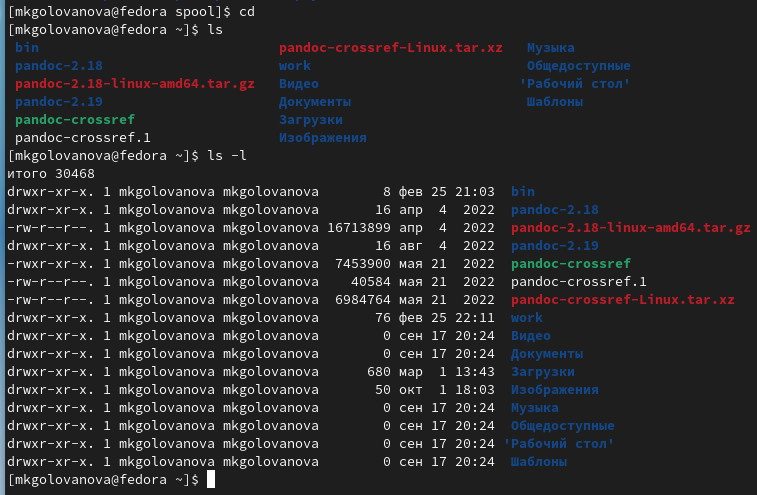 [mkgolovanova@fedora spool]$ cd
[mkgolovanova@fedora ~]$ ls
bin pandoc-crossref-Linux.tar.xz Музыка
pandoc-2.18 work Общедоступные
pandoc-2.18-linux-amd64.tar.gz Видео 'Рабочий стол'
pandoc-2.19 Документы Шаблоны
pandoc-crossref Загрузки
pandoc-crossref.1 Изображения
[mkgolovanova@fedora ~]$ ls -l
итого 30468
drwxr-xr-x. 1 mkgolovanova mkgolovanova 8 фев 25 21:03 bin
drwxr-xr-x. 1 mkgolovanova mkgolovanova 16 апр 4 2022 pandoc-2.18
-rw-r--r--. 1 mkgolovanova mkgolovanova 16713899 апр 4 2022 pandoc-2.18-linux-amd64.tar.gz
drwxr-xr-x. 1 mkgolovanova mkgolovanova 16 авг 4 2022 pandoc-2.19
-rwxr-xr-x. 1 mkgolovanova mkgolovanova 7453900 мая 21 2022 pandoc-crossref
-rw-r--r--. 1 mkgolovanova mkgolovanova 40584 мая 21 2022 pandoc-crossref.1
-rw-r--r--. 1 mkgolovanova mkgolovanova 6984764 мая 21 2022 pandoc-crossref-Linux.tar.xz
drwxr-xr-x. 1 mkgolovanova mkgolovanova 76 фев 25 22:11 work
drwxr-xr-x. 1 mkgolovanova mkgolovanova 0 сен 17 20:24 Видео
drwxr-xr-x. 1 mkgolovanova mkgolovanova 0 сен 17 20:24 Документы
drwxr-xr-x. 1 mkgolovanova mkgolovanova 680 мар 1 13:43 Загрузки
drwxr-xr-x. 1 mkgolovanova mkgolovanova 50 окт 1 18:03 Изображения
drwxr-xr-x. 1 mkgolovanova mkgolovanova 0 сен 17 20:24 Музыка
drwxr-xr-x. 1 mkgolovanova mkgolovanova 0 сен 17 20:24 Общедоступные
drwxr-xr-x. 1 mkgolovanova mkgolovanova 0 сен 17 20:24 'Рабочий стол'
drwxr-xr-x. 1 mkgolovanova mkgolovanova 0 сен 17 20:24 Шаблоны
[mkgolovanova@fedora ~]$